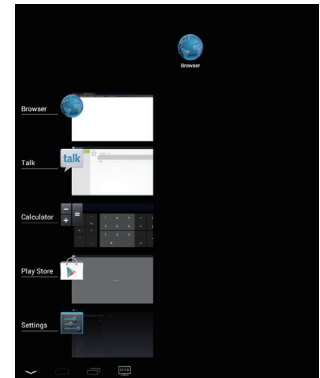 Browser
Browser
Talk
talk
Calculator
Play Store
Settings